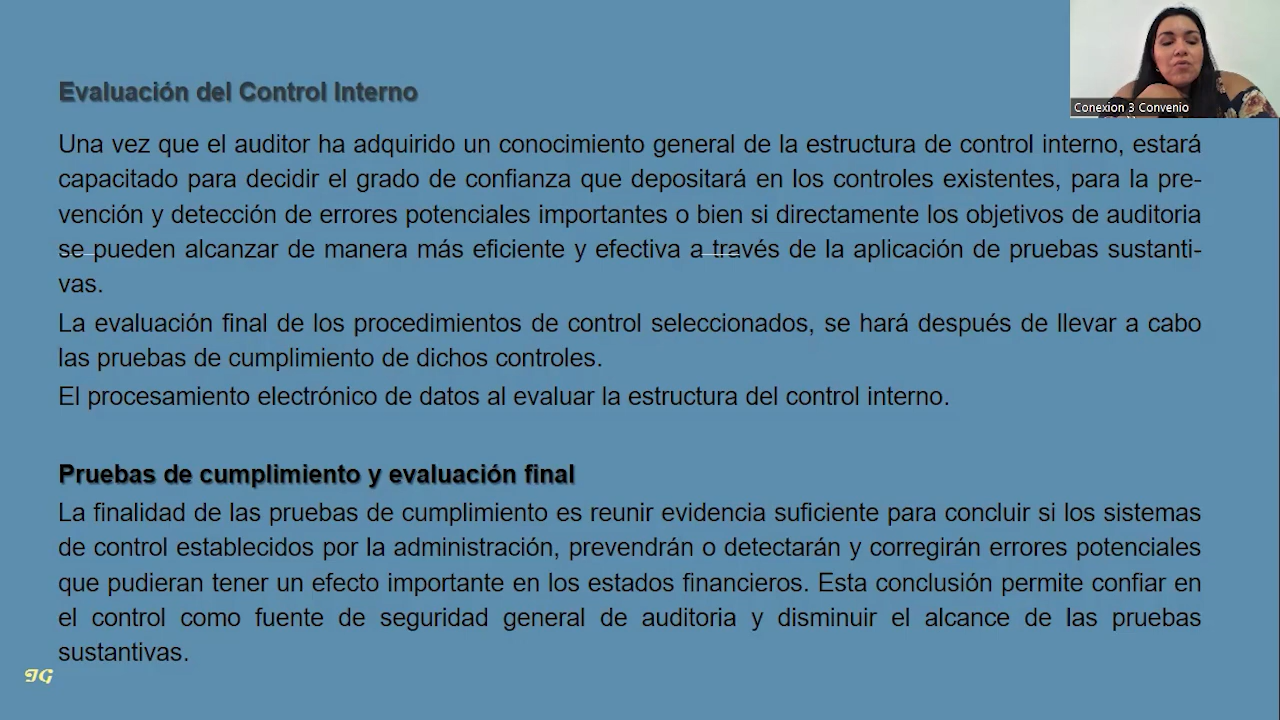 Evaluación del Control Interno
Conexion 3 Convenio
Una vez que el auditor ha adquirido un conocimiento general de la estructura de control interno, estará
capacitado para decidir el grado de confianza que depositará en los controles existentes, para la pre-
vención y detección de errores potenciales importantes o bien si directamente los objetivos de auditoria
se pueden alcanzar de manera más eficiente y efectiva a través de la aplicación de pruebas sustanti-
vas.
La evaluación final de los procedimientos de control seleccionados, se hará después de llevar a cabo
las pruebas de cumplimiento de dichos controles.
El procesamiento electrónico de datos al evaluar la estructura del control interno.
Pruebas de cumplimiento y evaluación final
La finalidad de las pruebas de cumplimiento es reunir evidencia suficiente para concluir si los sistemas
de control establecidos por la administración, prevendrán o detectarán y corregirán errores potenciales
que pudieran tener un efecto importante en los estados financieros. Esta conclusión permite confiar en
el control como fuente de seguridad general de auditoria y disminuir el alcance de las pruebas
sustantivas.
IG